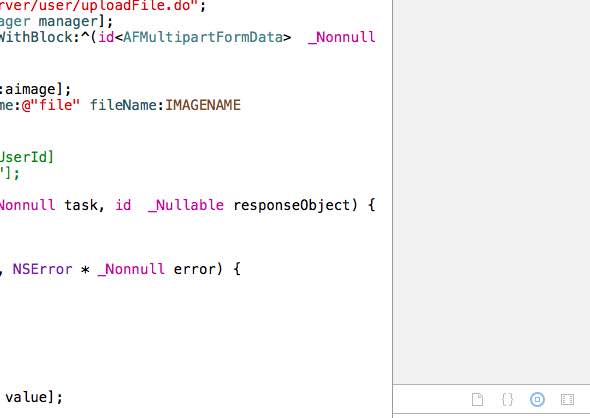 rver/user/uploadFile.do";
ager manager];
WithBlock:^(id<AFMultipartFormData>  _Nonnull
:aimage];
me:@"file" fileName:IMAGENAME
UserId]
"];
Nonnull task, id  _Nullable responseObject) {
, NSError * _Nonnull error) {
value];
{}